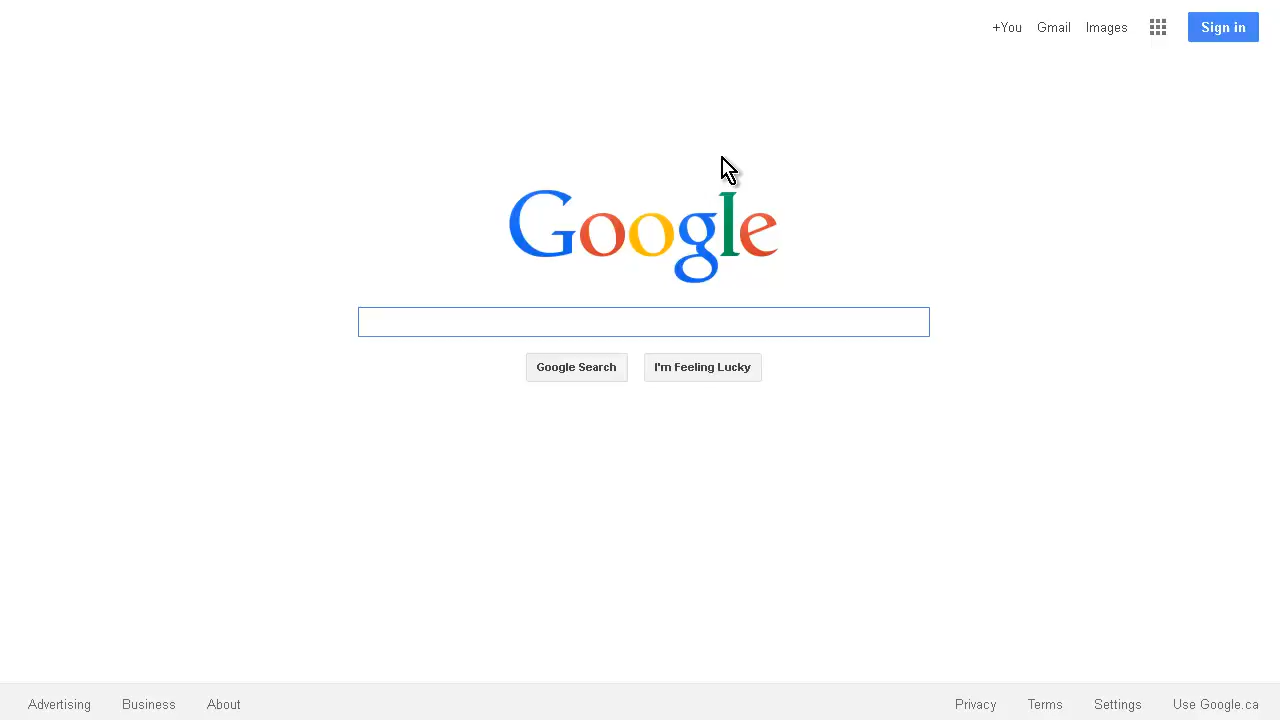 +You Gmail Images Sign in
Google
Google Search I'm Feeling Lucky
Advertising Business About Privacy Terms Settings Use Google.ca